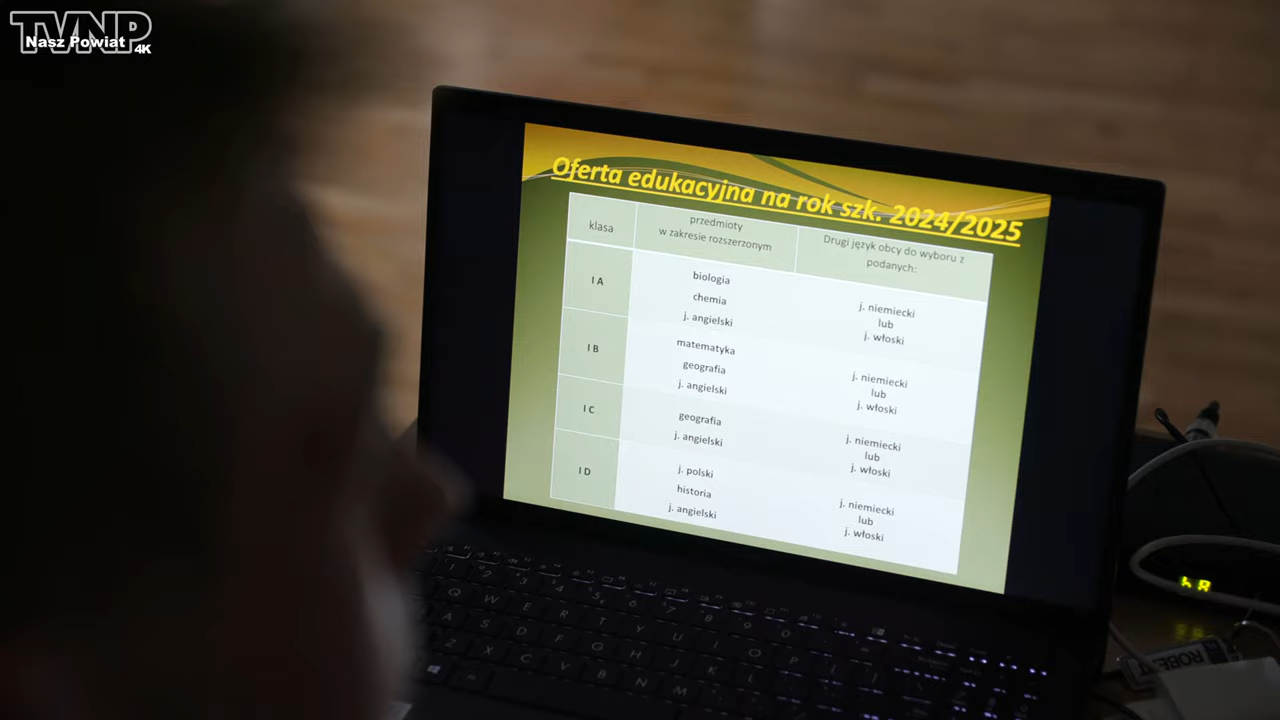 TVNP
Nasz Powiat 4K
Oferta edukacyjna na rok szk. 2024/2025
klasa
przedmioty
w zakresie rozszerzonym
Drugi język obcy do wyboru z
podanych:
I A
biologia
chemia
j. angielski
j. niemiecki
lub
j. włoski
I B
matematyka
geografia
j. angielski
j. niemiecki
lub
j. włoski
I C
geografia
j. angielski
j. niemiecki
lub
j. włoski
I D
j. polski
historia
j. angielski
j. niemiecki
lub
j. włoski
Q W E R T Y U I O P
A S D F G H J K L
Z X C V B N M